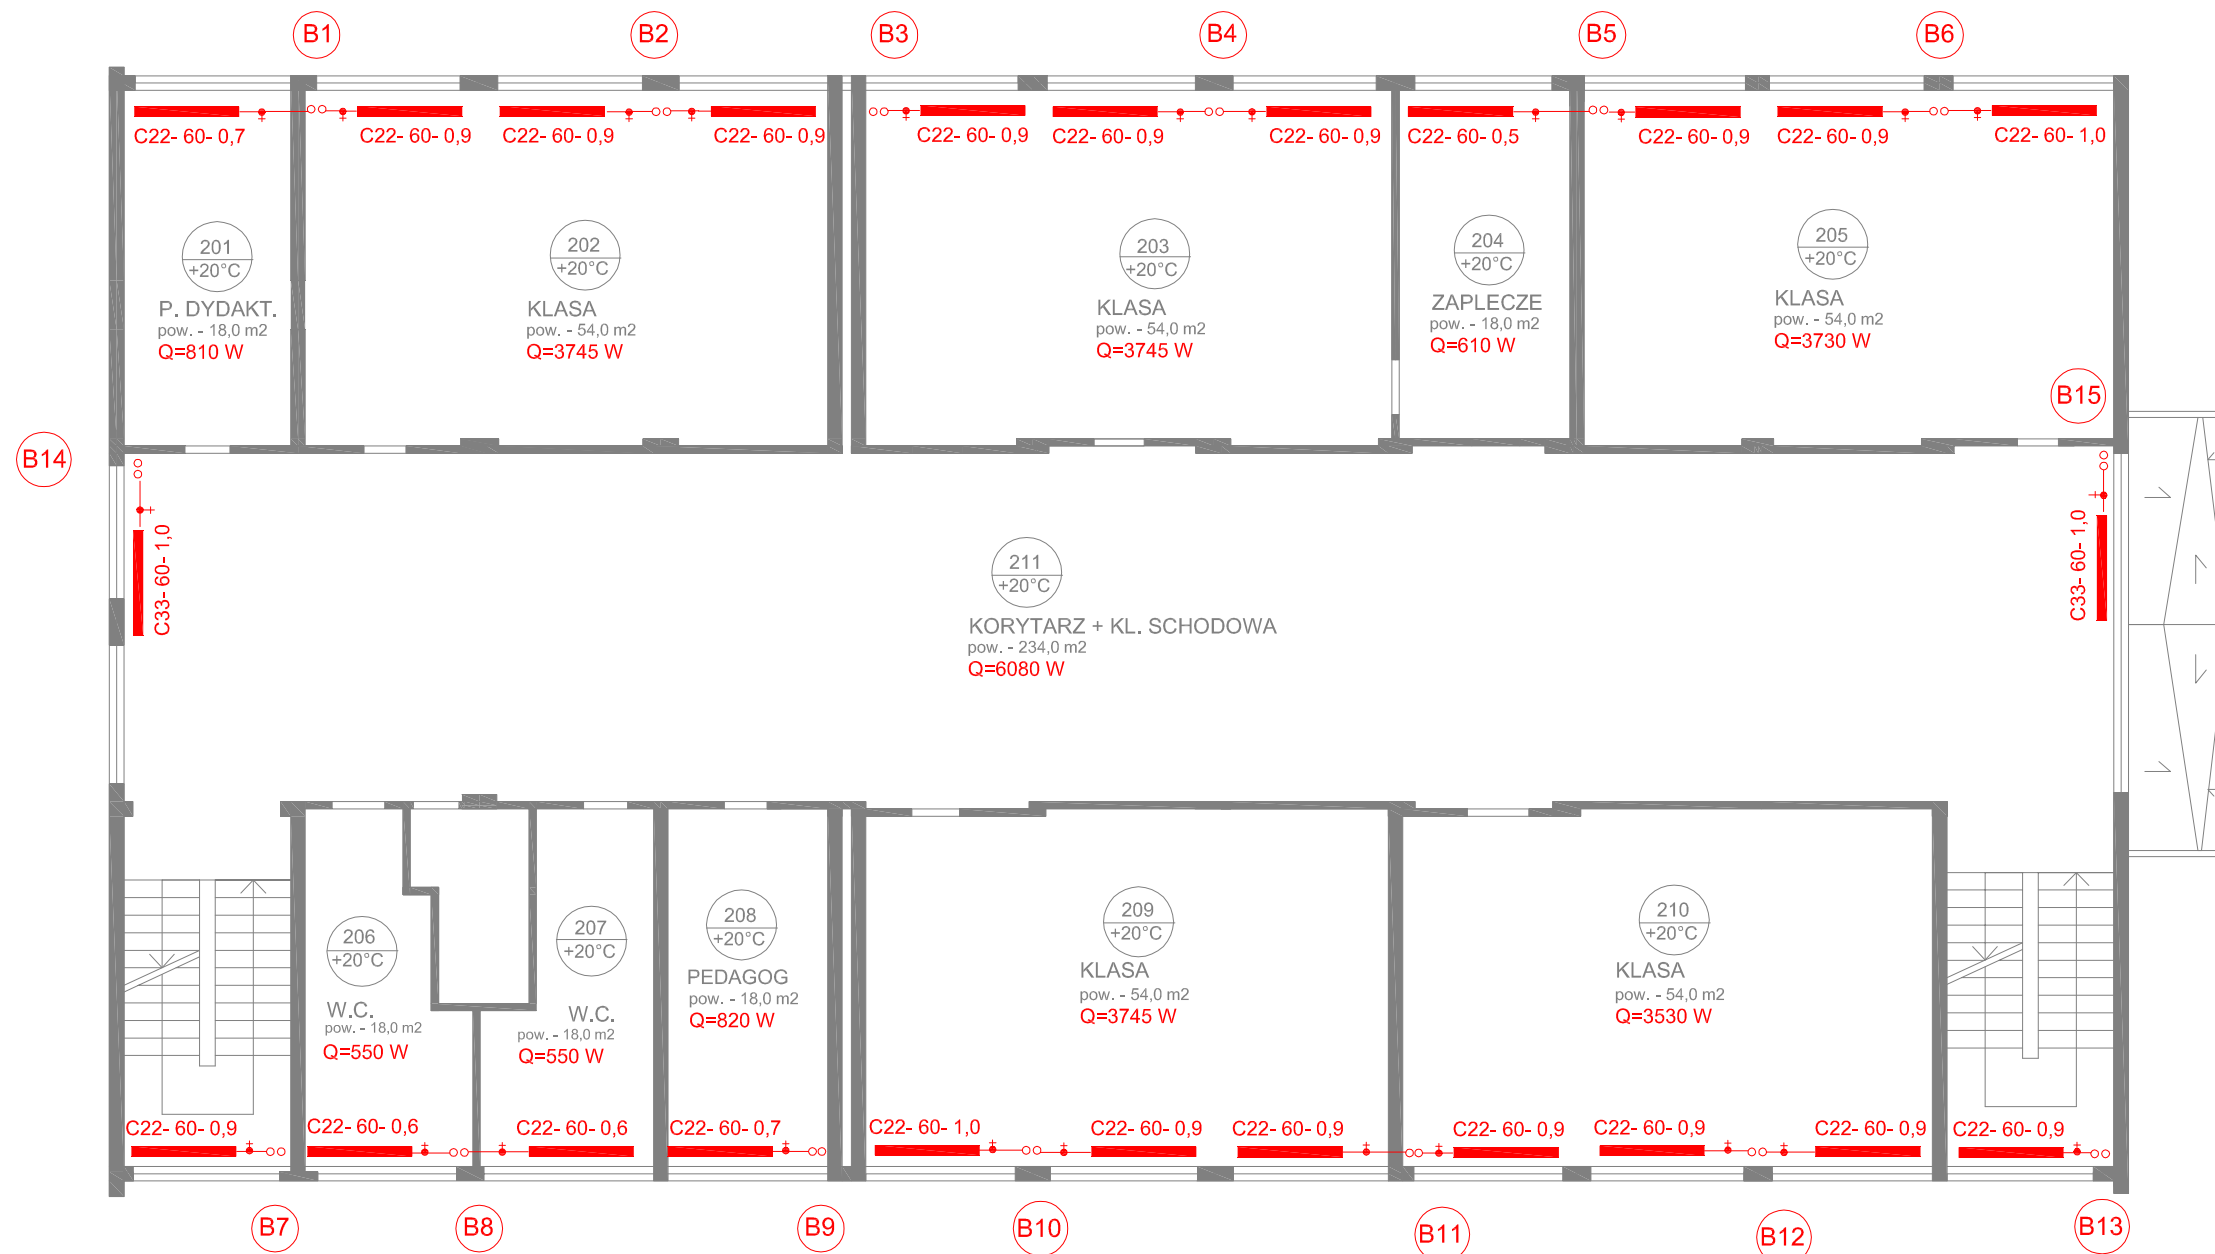 B1 B2 B3 B4 B5 B6
C22- 60- 0,7 C22- 60- 0,9 C22- 60- 0,9 C22- 60- 0,9 C22- 60- 0,9 C22- 60- 0,9 C22- 60- 0,9 C22- 60- 0,5 C22- 60- 0,9 C22- 60- 0,9 C22- 60- 1,0
201
+20°C
P. DYDAKT.
pow. - 18,0 m2
Q=810 W
202
+20°C
KLASA
pow. - 54,0 m2
Q=3745 W
203
+20°C
KLASA
pow. - 54,0 m2
Q=3745 W
204
+20°C
ZAPLECZE
pow. - 18,0 m2
Q=610 W
205
+20°C
KLASA
pow. - 54,0 m2
Q=3730 W
B15
B14
C33- 60- 1,0
211
+20°C
KORYTARZ + KL. SCHODOWA
pow. - 234,0 m2
Q=6080 W
C33- 60- 1,0
206
+20°C
W.C.
pow. - 18,0 m2
Q=550 W
207
+20°C
W.C.
pow. - 18,0 m2
Q=550 W
208
+20°C
PEDAGOG
pow. - 18,0 m2
Q=820 W
209
+20°C
KLASA
pow. - 54,0 m2
Q=3745 W
210
+20°C
KLASA
pow. - 54,0 m2
Q=3530 W
C22- 60- 0,9 C22- 60- 0,6 C22- 60- 0,6 C22- 60- 0,7 C22- 60- 1,0 C22- 60- 0,9 C22- 60- 0,9 C22- 60- 0,9 C22- 60- 0,9 C22- 60- 0,9 C22- 60- 0,9
B7 B8 B9 B10 B11 B12 B13